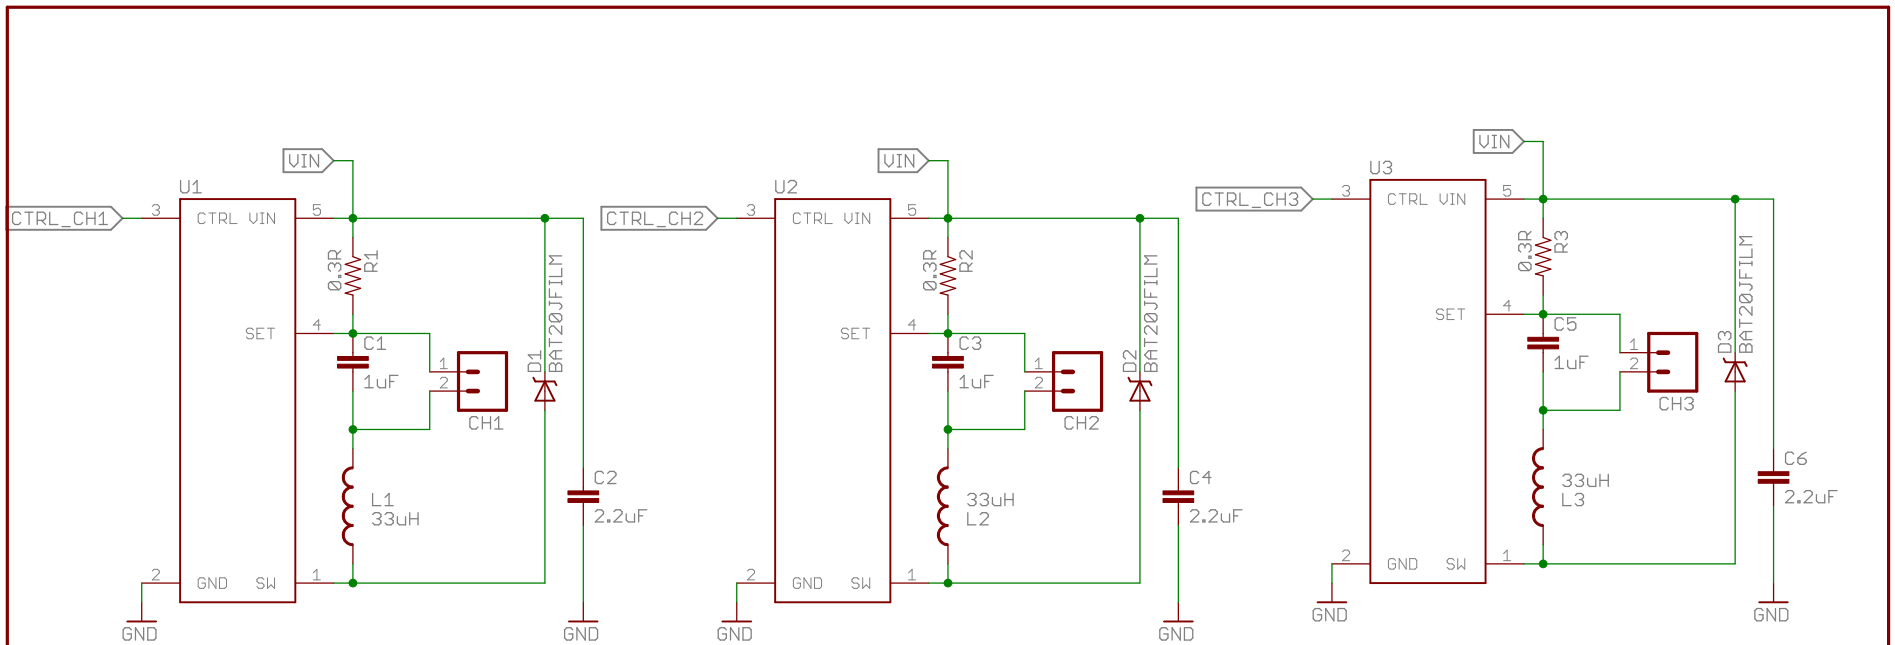 VIN
U1
CTRL_CH1
3
CTRL
VIN
5
0.3R
R1
SET
4
C1
1uF
1
2
CH1
D1
BAT20JFILM
L1
33uH
C2
2.2uF
2
GND
SW
1
GND
GND
VIN
U2
CTRL_CH2
3
CTRL
VIN
5
0.3R
R2
SET
4
C3
1uF
1
2
CH2
D2
BAT20JFILM
33uH
L2
C4
2.2uF
2
GND
SW
1
GND
GND
VIN
U3
CTRL_CH3
3
CTRL
VIN
5
0.3R
R3
SET
4
C5
1uF
1
2
CH3
D3
BAT20JFILM
33uH
L3
C6
2.2uF
2
GND
SW
1
GND
GND